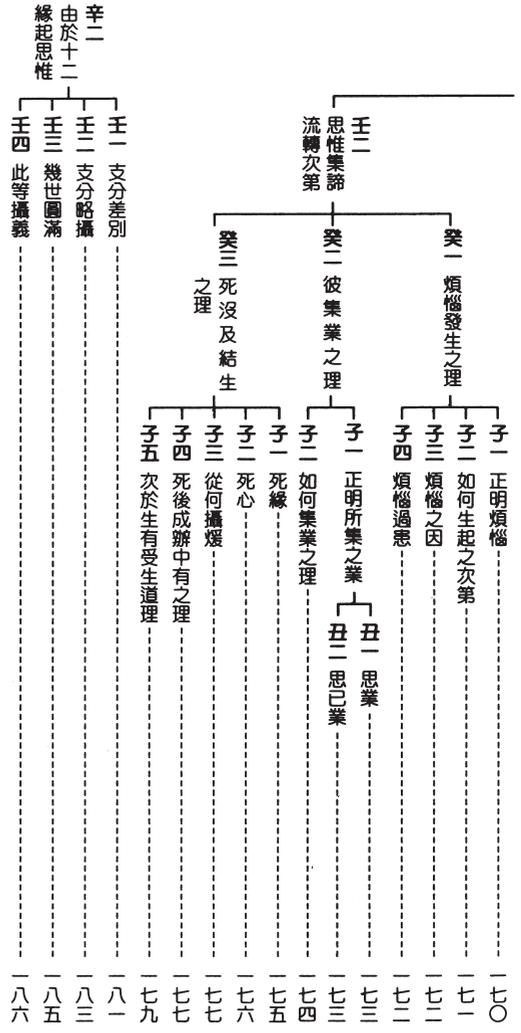 壬二
思惟集諦
流轉次第
癸一 煩惱發生之理
子一 正明煩惱 一七〇
子二 如何生起之次第 一七一
子三 煩惱之因 一七二
子四 煩惱過患 一七二
癸二 彼集業之理
子一 正明所集之業
丑一 思業 一七三
丑二 思已業 一七三
子二 如何集業之理 一七四
癸三 死沒及結生
之理
子一 死緣 一七五
子二 死心 一七六
子三 從何攝煖 一七七
子四 死後成辦中有之理 一七七
子五 次於生有受生道理 一七九
辛二
由於十二
緣起思惟
壬一 支分差別 一八一
壬二 支分略攝 一八三
壬三 幾世圓滿 一八五
壬四 此等攝義 一八六